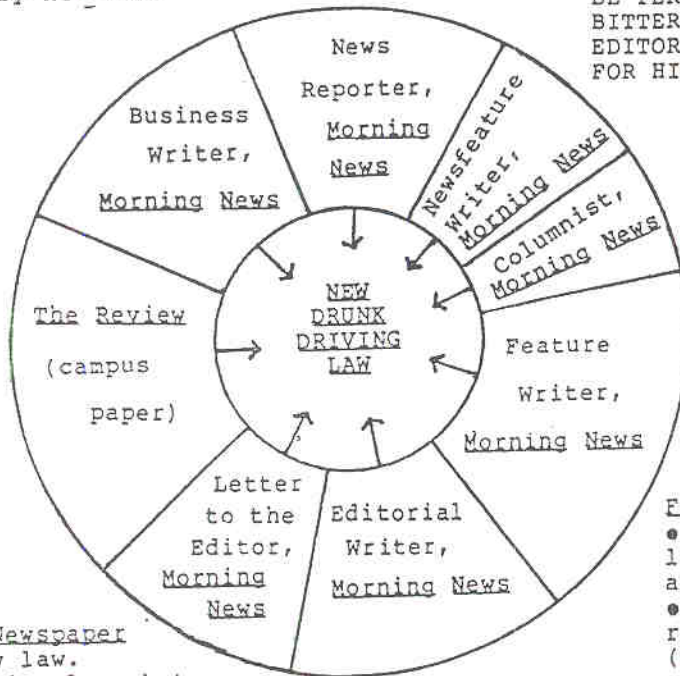 BITTER
EDITOR
FOR HI
News
Reporter,
Morning
News
Business
Writer,
Morning News
Newsfeature
Writer,
Morning News
Columnist,
Morning News
The Review
(campus
paper)
NEW
DRUNK
DRIVING
LAW
Feature
Writer,
Morning News
Letter
to the
Editor,
Morning
News
Editorial
Writer,
Morning News
Newspaper
law.